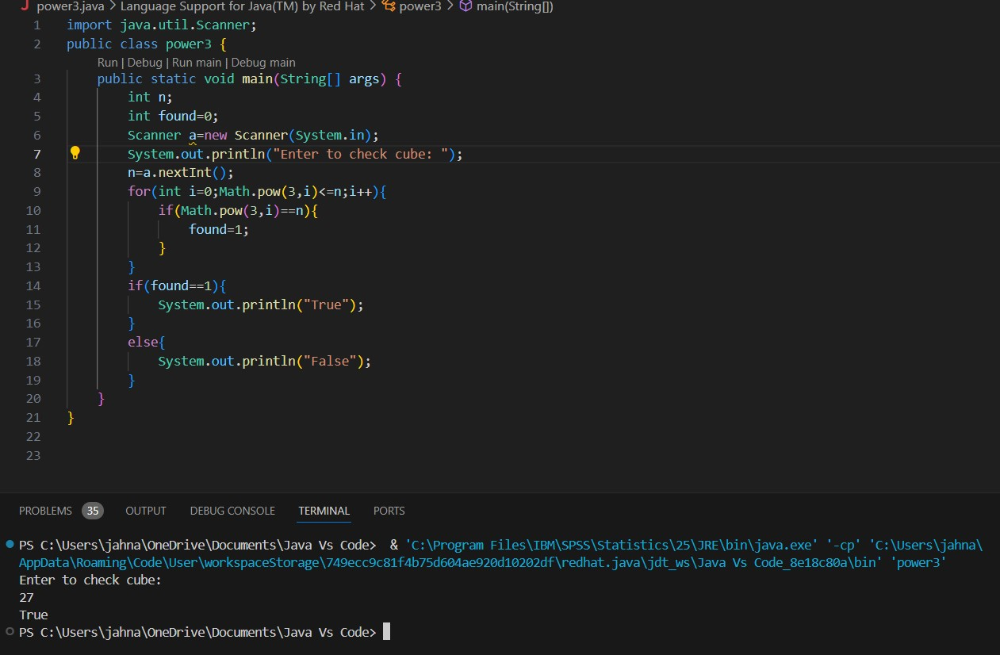 power3.java > Language Support for Java(TM) by Red Hat > power3 > main(String[])
1 import java.util.Scanner;
2 public class power3 {
Run | Debug | Run main | Debug main
3 public static void main(String[] args) {
4 int n;
5 int found=0;
6 Scanner a=new Scanner(System.in);
7 System.out.println("Enter to check cube: ");
8 n=a.nextInt();
9 for(int i=0;Math.pow(3,i)<=n;i++){
10 if(Math.pow(3,i)==n){
11 found=1;
12 }
13 }
14 if(found==1){
15 System.out.println("True");
16 }
17 else{
18 System.out.println("False");
19 }
20 }
21 }
22
23
PROBLEMS 35 OUTPUT DEBUG CONSOLE TERMINAL PORTS
PS C:\Users\jahna\OneDrive\Documents\Java Vs Code> & 'C:\Program Files\IBM\SPSS\Statistics\25\JRE\bin\java.exe' '-cp' 'C:\Users\jahna\
AppData\Roaming\Code\User\workspaceStorage\749ecc9c81f4b75d604ae920d10202df\redhat.java\jdt_ws\Java Vs Code_8e18c80a\bin' 'power3'
Enter to check cube:
27
True
PS C:\Users\jahna\OneDrive\Documents\Java Vs Code>